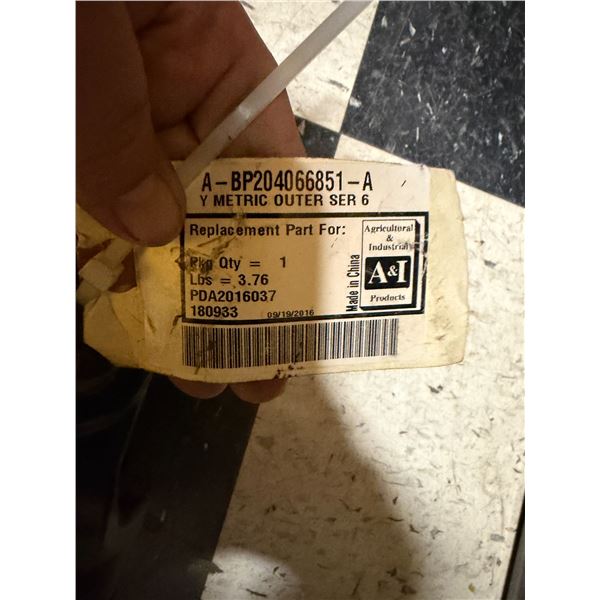 A-BP204066851-A
Y METRIC OUTER SER 6
Replacement Part For:
Pkg Qty = 1
Lbs = 3.76
PDA2016037
180933 09/19/2016
Made in China
Agricultural
&
Industrial
A&I
Products